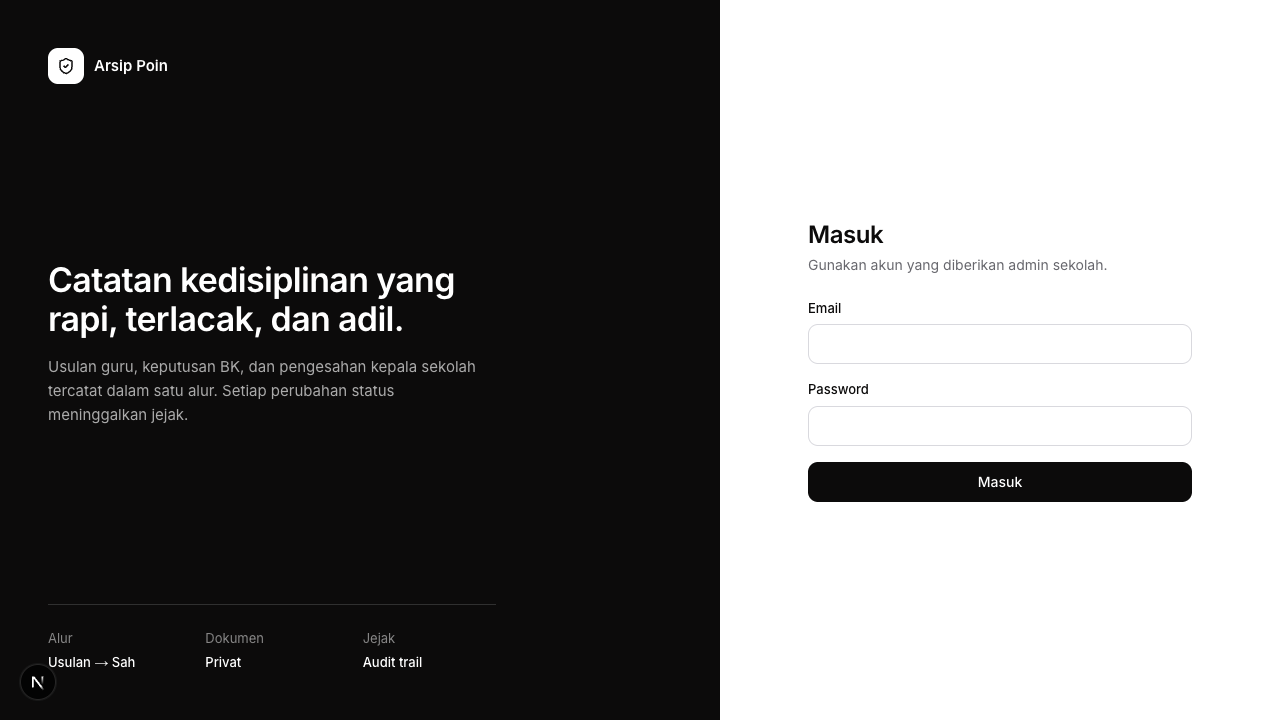 Arsip Poin
Catatan kedisiplinan yang
rapi, terlacak, dan adil.
Usulan guru, keputusan BK, dan pengesahan kepala sekolah
tercatat dalam satu alur. Setiap perubahan status
meninggalkan jejak.
Alur
Usulan → Sah
Dokumen
Privat
Jejak
Audit trail
N
Masuk
Gunakan akun yang diberikan admin sekolah.
Email
Password
Masuk